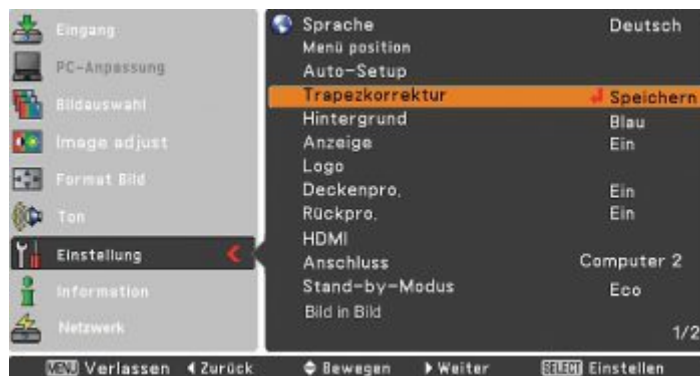 Eingang
PC-Anpassung
Bildauswahl
Image adjust
Format Bild
Ton
Einstellung
Information
Netzwerk
Sprache Deutsch
Menü position
Auto-Setup
Trapezkorrektur Speichern
Hintergrund Blau
Anzeige Ein
Logo
Deckenpro. Ein
Rückpro. Ein
HDMI
Anschluss Computer 2
Stand-by-Modus Eco
Bild in Bild
1/2
MENU Verlassen Zurück Bewegen Weiter SELECT Einstellen